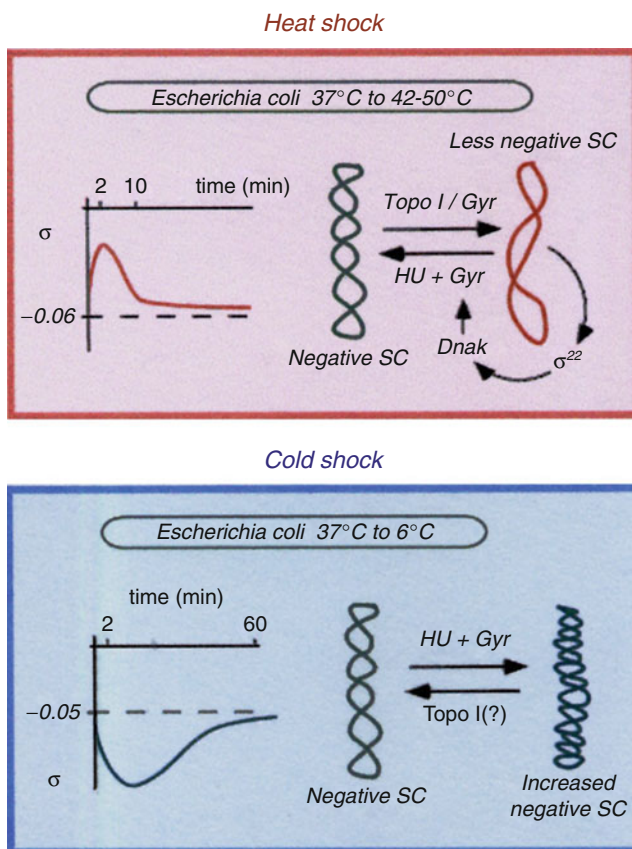 Heat shock
Escherichia coli 37°C to 42-50°C
Less negative SC
2 10 time (min)
Topo I / Gyr
σ
HU + Gyr
–0.06
Dnak
σ22
Negative SC
Cold shock
Escherichia coli 37°C to 6°C
time (min)
2 60
HU + Gyr
–0.05
Topo I(?)
σ
Negative SC
Increased
negative SC